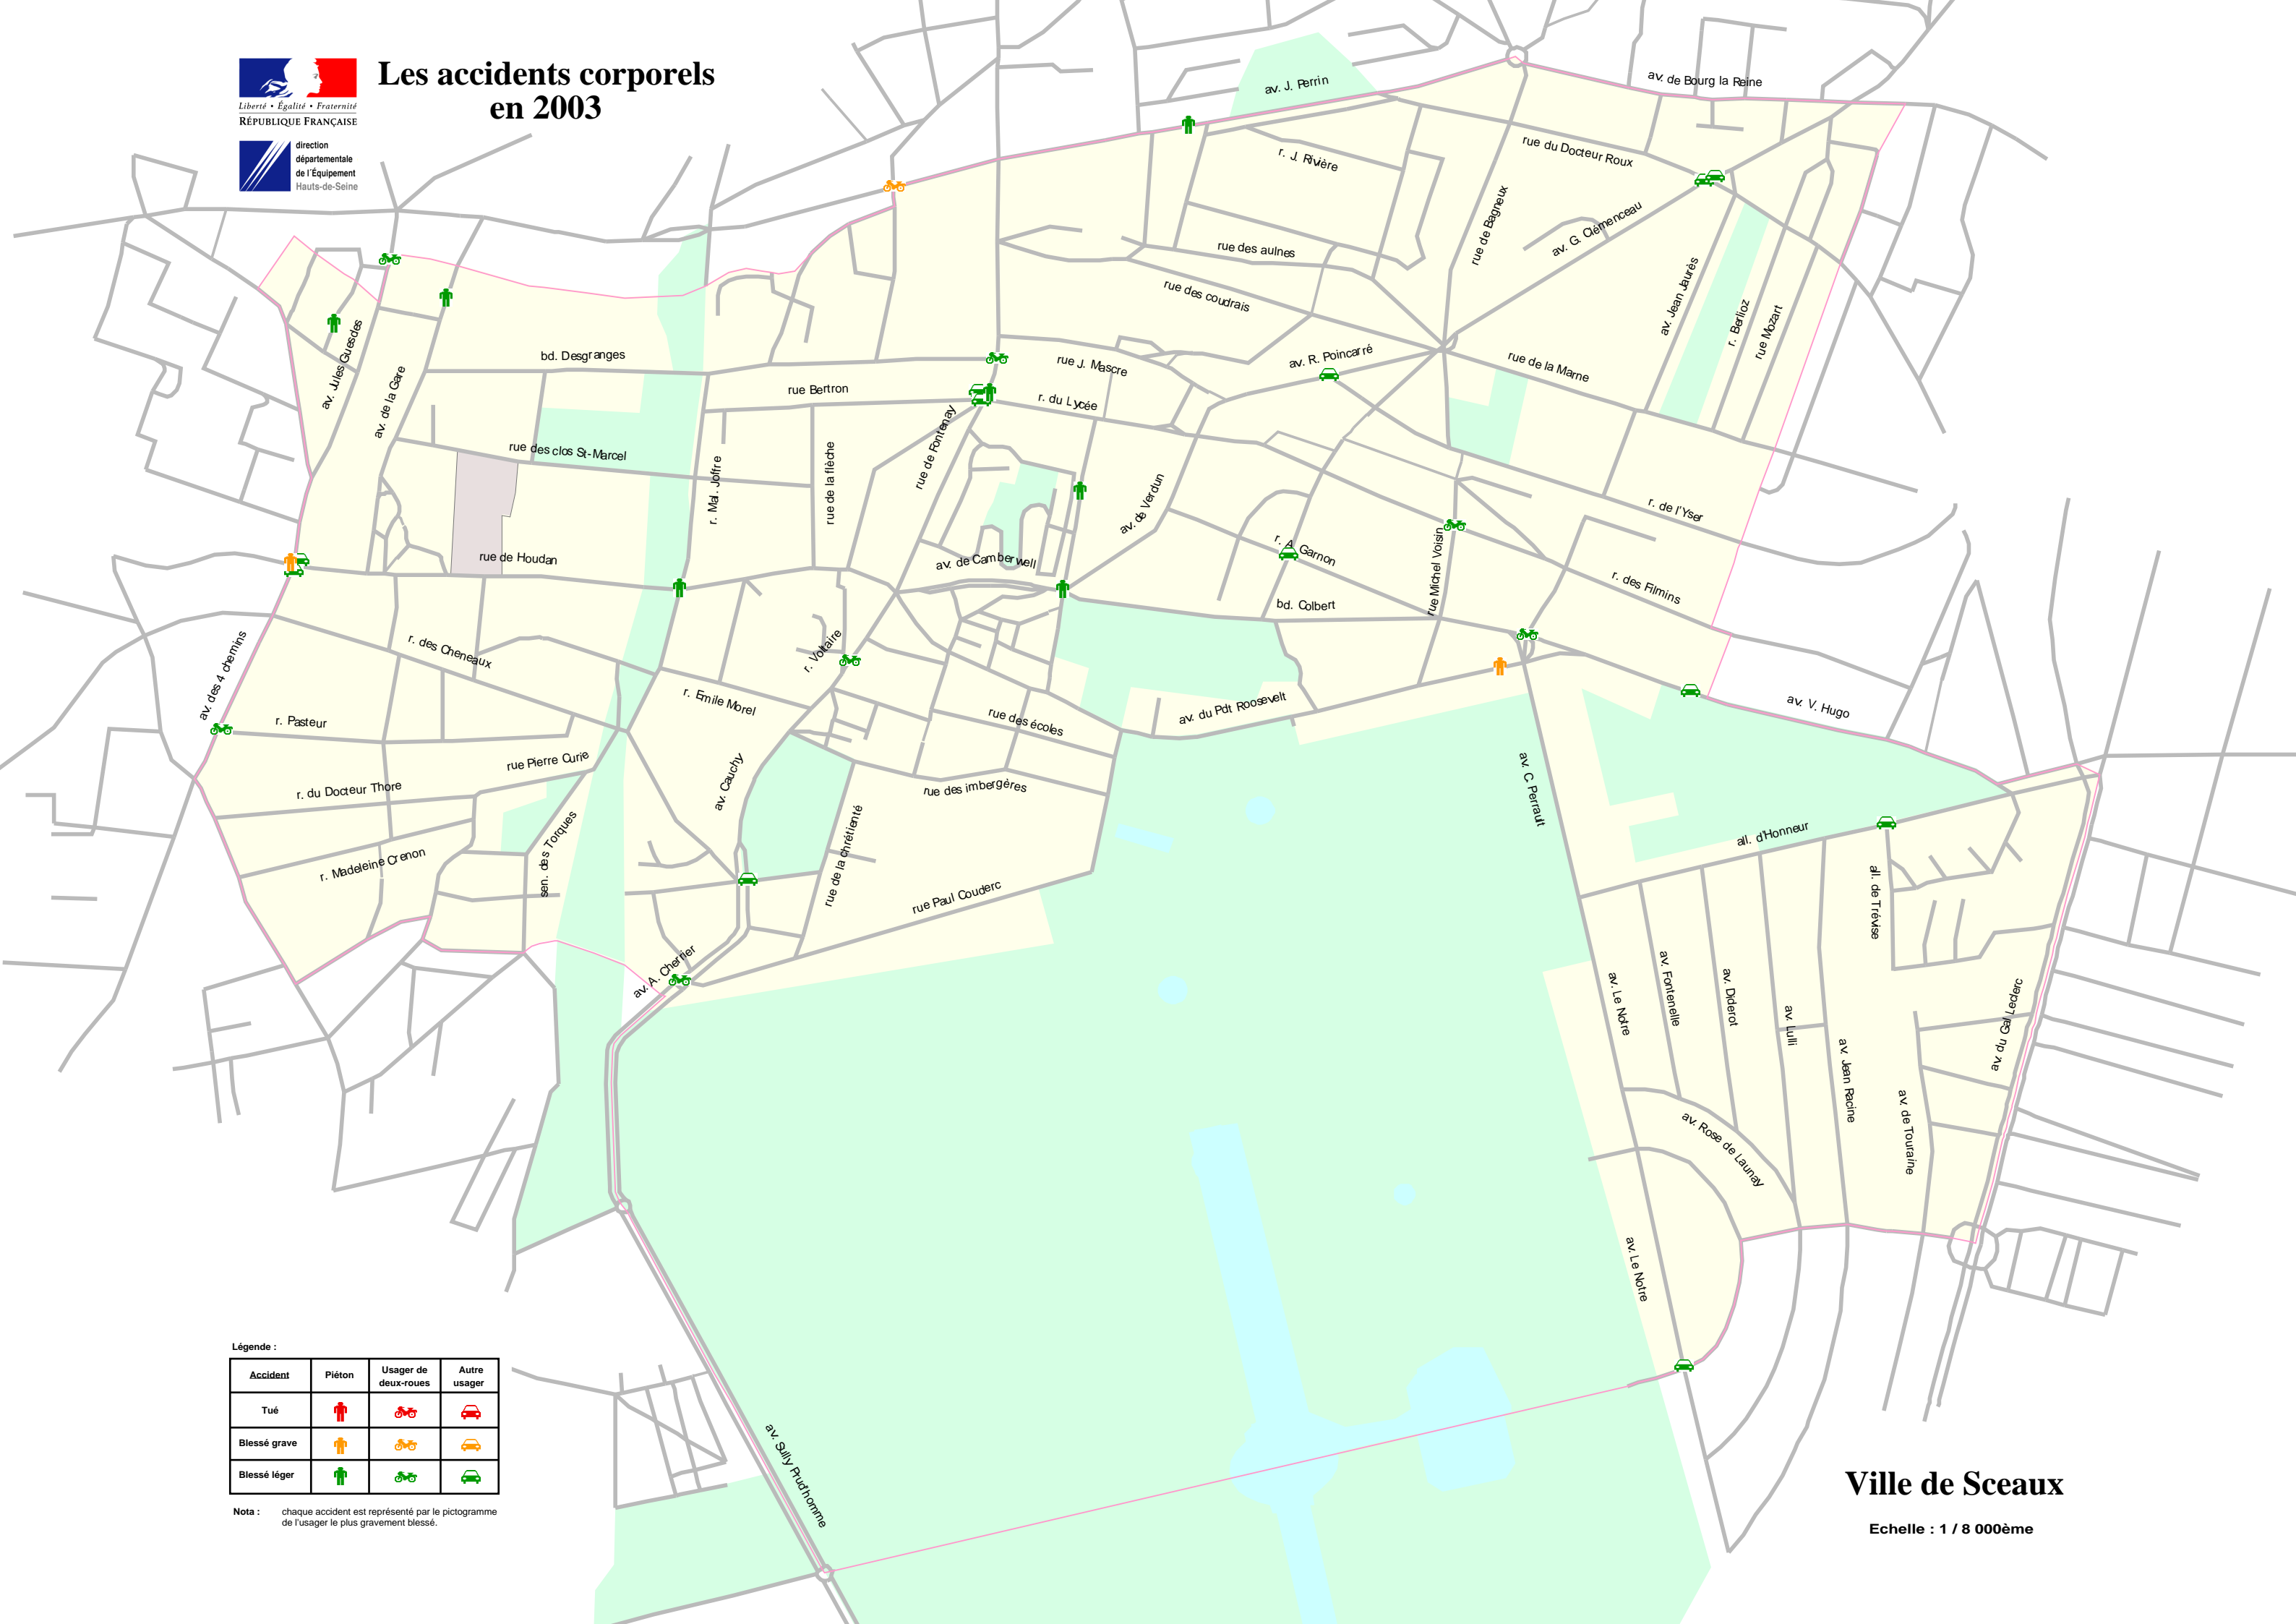 Les accidents corporels
en 2003
Liberté • Égalité • Fraternité
RÉPUBLIQUE FRANÇAISE
direction
départementale
de l'Équipement
Hauts-de-Seine
av. J. Perrin
av. de Bourg la Reine
r. J. Rivière
rue du Docteur Roux
rue de Bagneux
av. G. Clémenceau
rue des aulnes
rue des coudrais
av. Jean Jaurès
r. Berlioz
rue Mozart
av. Jules Guesdes
av. de la Gare
bd. Desgranges
rue Bertron
rue J. Mascre
av. R. Poincarré
rue de la Marne
r. du Lycée
rue de Fontenay
rue des clos St-Marcel
r. Mal. Joffre
rue de la flèche
av. de Verdun
r. de l'Yser
rue de Houdan
av. de Camberwell
r. A. Garnon
rue Michel Voisin
r. des Filmins
bd. Colbert
av. des 4 chemins
r. des Cheneaux
r. Voltaire
r. Emile Morel
rue des écoles
av. du Pdt Roosevelt
av. V. Hugo
r. Pasteur
rue Pierre Curie
r. du Docteur Thore
av. Cauchy
rue des imbergères
av. C. Perrault
all. d'Honneur
r. Madeleine Crenon
sen. des Torques
rue de la chrétienté
rue Paul Couderc
all. de Trévise
av. A. Cherrier
av. Le Notre
av. Fontenelle
av. Diderot
av. Lulli
av. Jean Racine
av. du Gal Leclerc
av. de Touraine
av. Rose de Launay
av. Le Notre
av. Sully Prud'homme
Légende :
Accident Piéton Usager de deux-roues Autre usager
Tué
Blessé grave
Blessé léger
Nota : chaque accident est représenté par le pictogramme
de l'usager le plus gravement blessé.
Ville de Sceaux
Echelle : 1 / 8 000ème